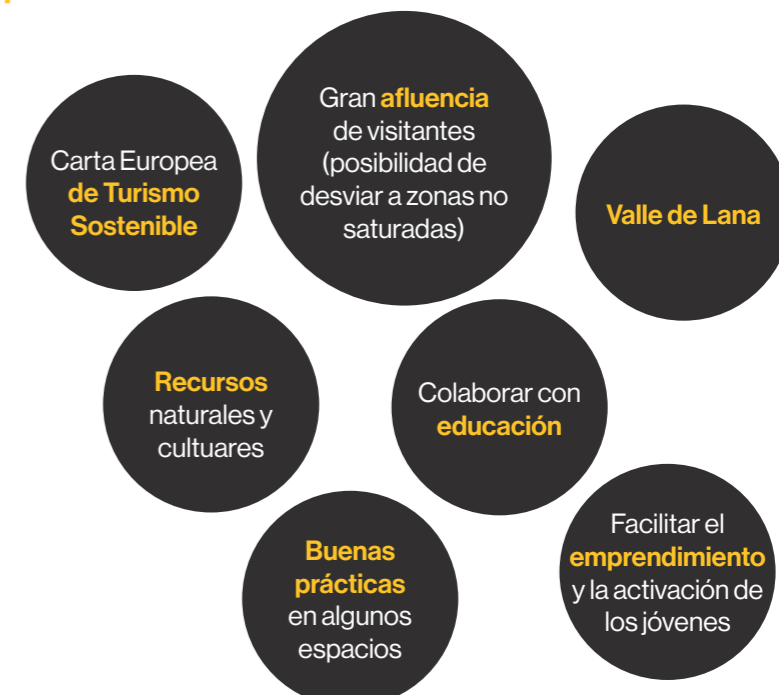 Carta Europea
de Turismo
Sostenible
Gran afluencia
de visitantes
(posibilidad de
desviar a zonas no
saturadas)
Valle de Lana
Recursos
naturales y
cultuares
Colaborar con
educación
Buenas
prácticas
en algunos
espacios
Facilitar el
emprendimiento
y la activación de
los jóvenes